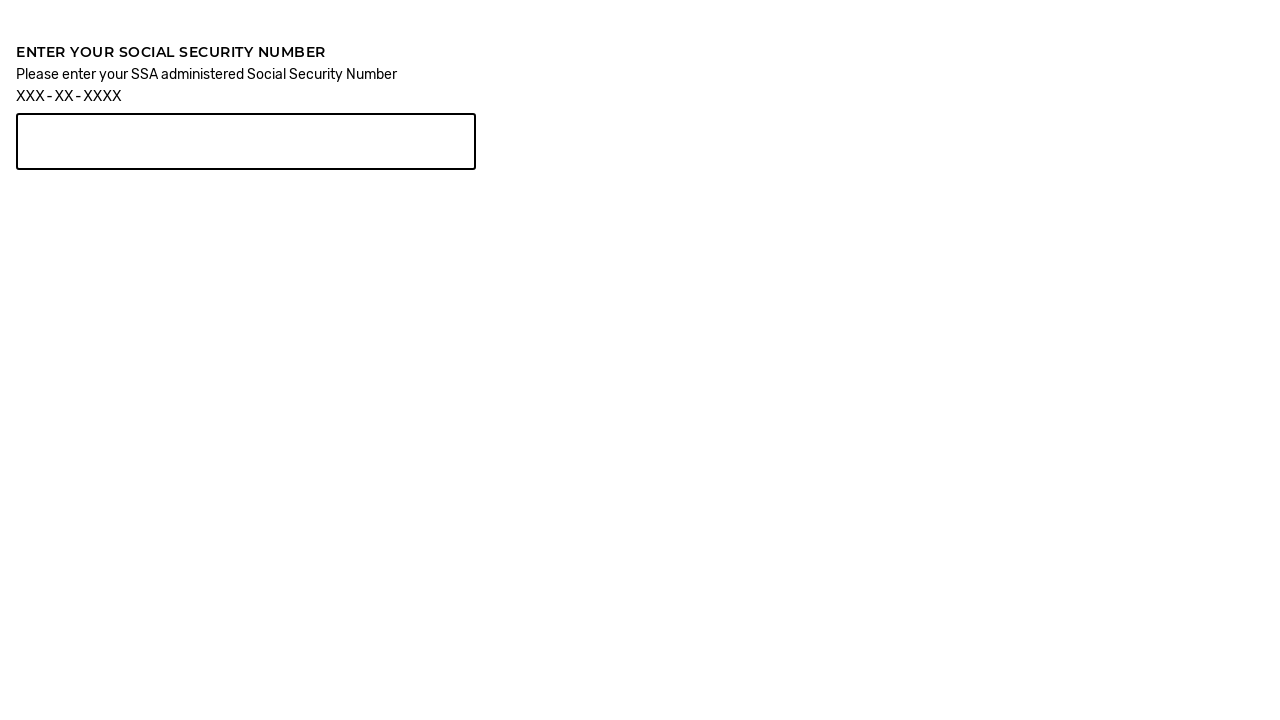 ENTER YOUR SOCIAL SECURITY NUMBER
Please enter your SSA administered Social Security Number
XXX - XX - XXXX